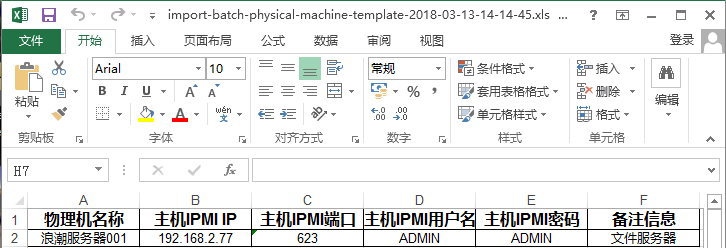 import-batch-physical-machine-template-2018-03-13-14-14-45.xls ...
文件 开始 插入 页面布局 公式 数据 审阅 视图 登录
粘贴 Arial 10 常规 条件格式 插入 编辑
B I U A A % , 套用表格格式 删除
A wén 文 .00 .0 单元格样式 格式
剪贴板 字体 对齐方式 数字 样式 单元格
H7 fx
A B C D E F
1 物理机名称 主机IPMI IP 主机IPMI端口 主机IPMI用户名 主机IPMI密码 备注信息
2 浪潮服务器001 192.168.2.77 623 ADMIN ADMIN 文件服务器